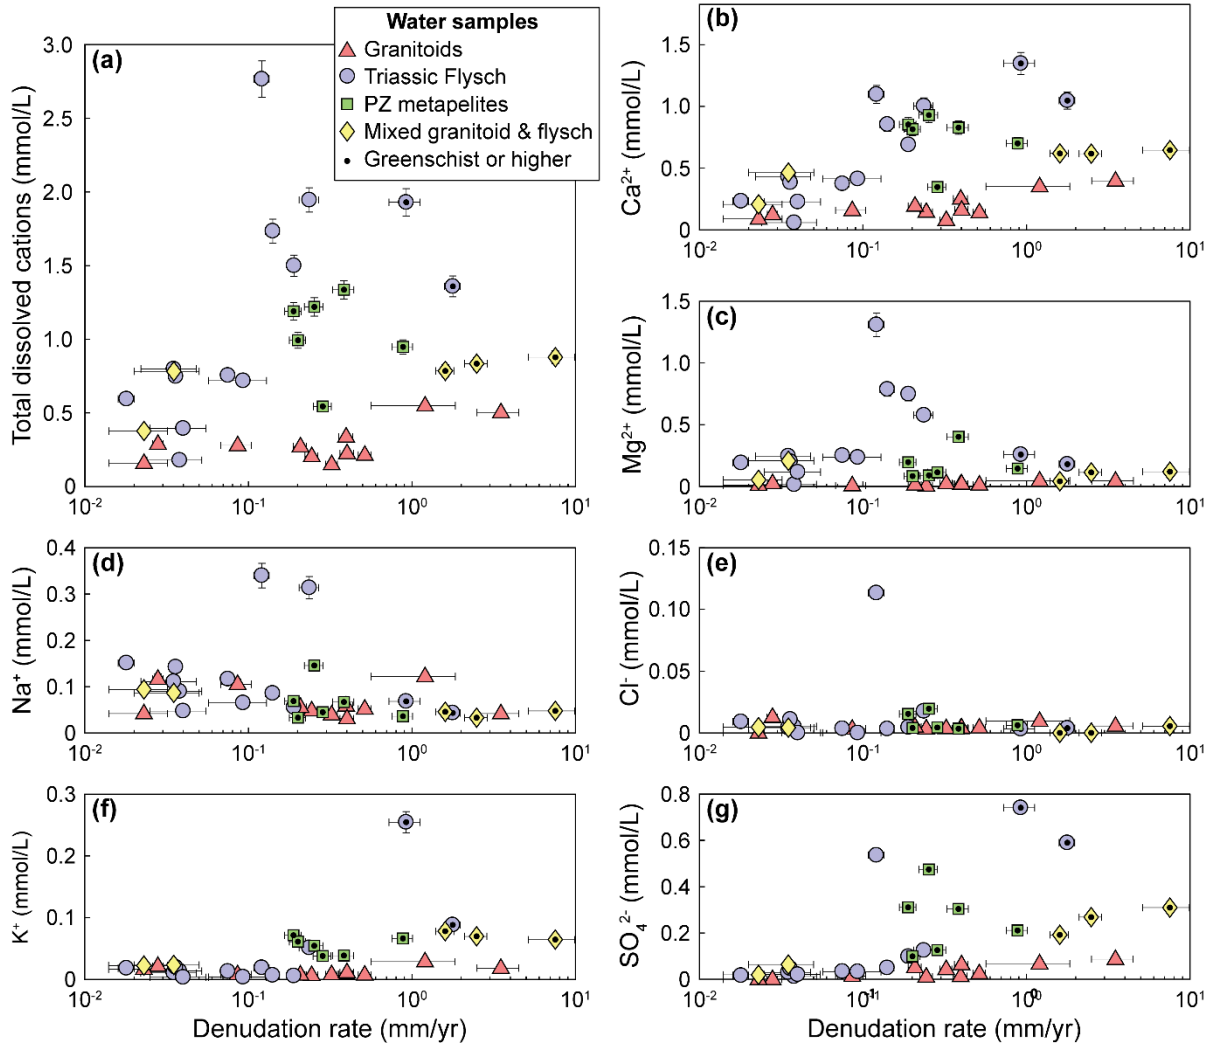 Water samples
Granitoids
Triassic Flysch
PZ metapelites
Mixed granitoid & flysch
Greenschist or higher
(a)
Total dissolved cations (mmol/L)
3.0
2.5
2.0
1.5
1.0
0.5
0
10⁻² 10⁻¹ 10⁰ 10¹
(b)
Ca²⁺ (mmol/L)
1.5
1.0
0.5
0
10⁻² 10⁻¹ 10⁰ 10¹
(c)
Mg²⁺ (mmol/L)
1.5
1.0
0.5
0
10⁻² 10⁻¹ 10⁰ 10¹
(d)
Na⁺ (mmol/L)
0.4
0.3
0.2
0.1
0
10⁻² 10⁻¹ 10⁰ 10¹
(e)
Cl⁻ (mmol/L)
0.15
0.10
0.05
0
10⁻² 10⁻¹ 10⁰ 10¹
(f)
K⁺ (mmol/L)
0.3
0.2
0.1
0
10⁻² 10⁻¹ 10⁰ 10¹
Denudation rate (mm/yr)
(g)
SO₄²⁻ (mmol/L)
0.8
0.6
0.4
0.2
0
10⁻² 10⁻¹ 10⁰ 10¹
Denudation rate (mm/yr)